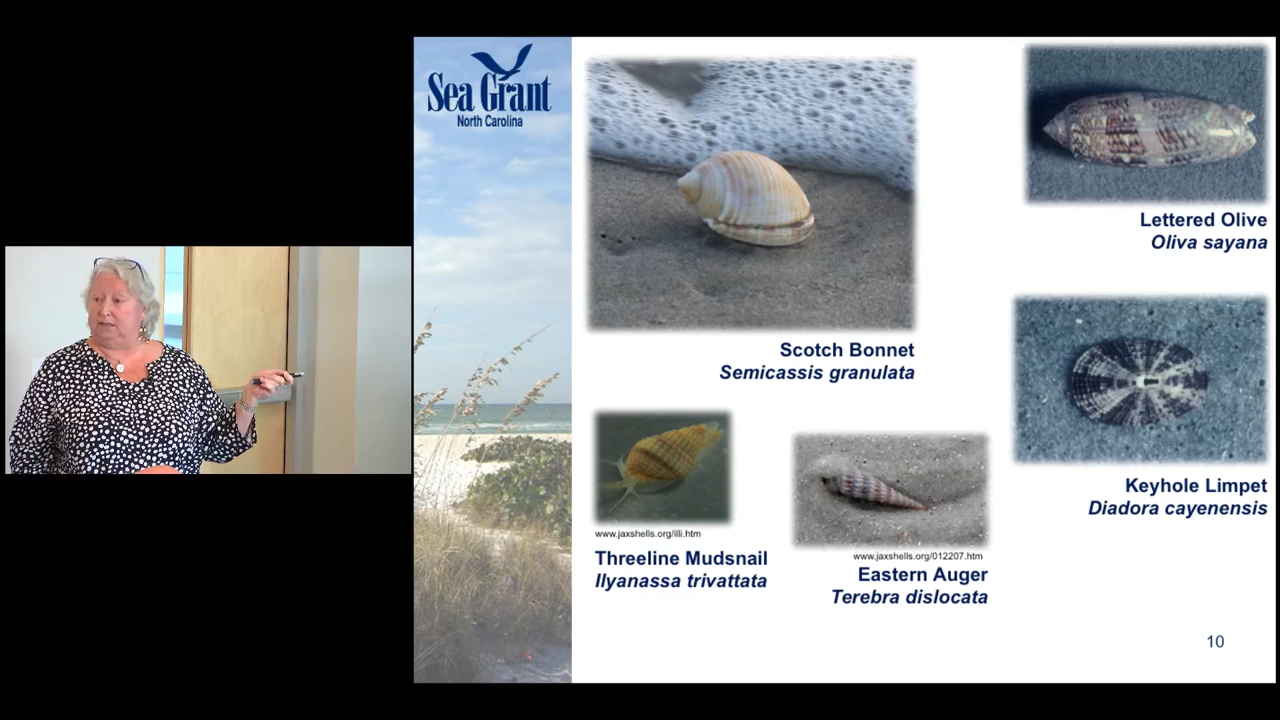 Sea Grant
North Carolina
Scotch Bonnet
Semicassis granulata
Lettered Olive
Oliva sayana
Keyhole Limpet
Diadora cayenensis
www.jaxshells.org/illi.htm
Threeline Mudsnail
Ilyanassa trivattata
www.jaxshells.org/012207.htm
Eastern Auger
Terebra dislocata
10